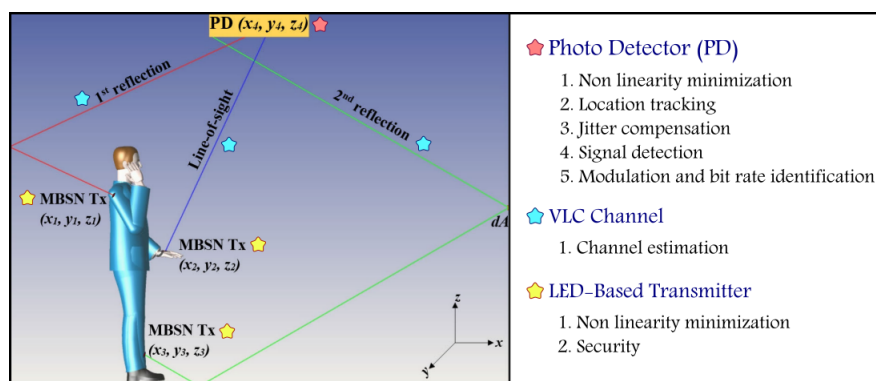 PD (x4, y4, z4)
1st reflection
Line-of-sight
2nd reflection
MBSN Tx
(x1, y1, z1)
MBSN Tx
(x2, y2, z2)
dA
MBSN Tx
(x3, y3, z3)
z
x
y
Photo Detector (PD)
1. Non linearity minimization
2. Location tracking
3. Jitter compensation
4. Signal detection
5. Modulation and bit rate identification
VLC Channel
1. Channel estimation
LED-Based Transmitter
1. Non linearity minimization
2. Security